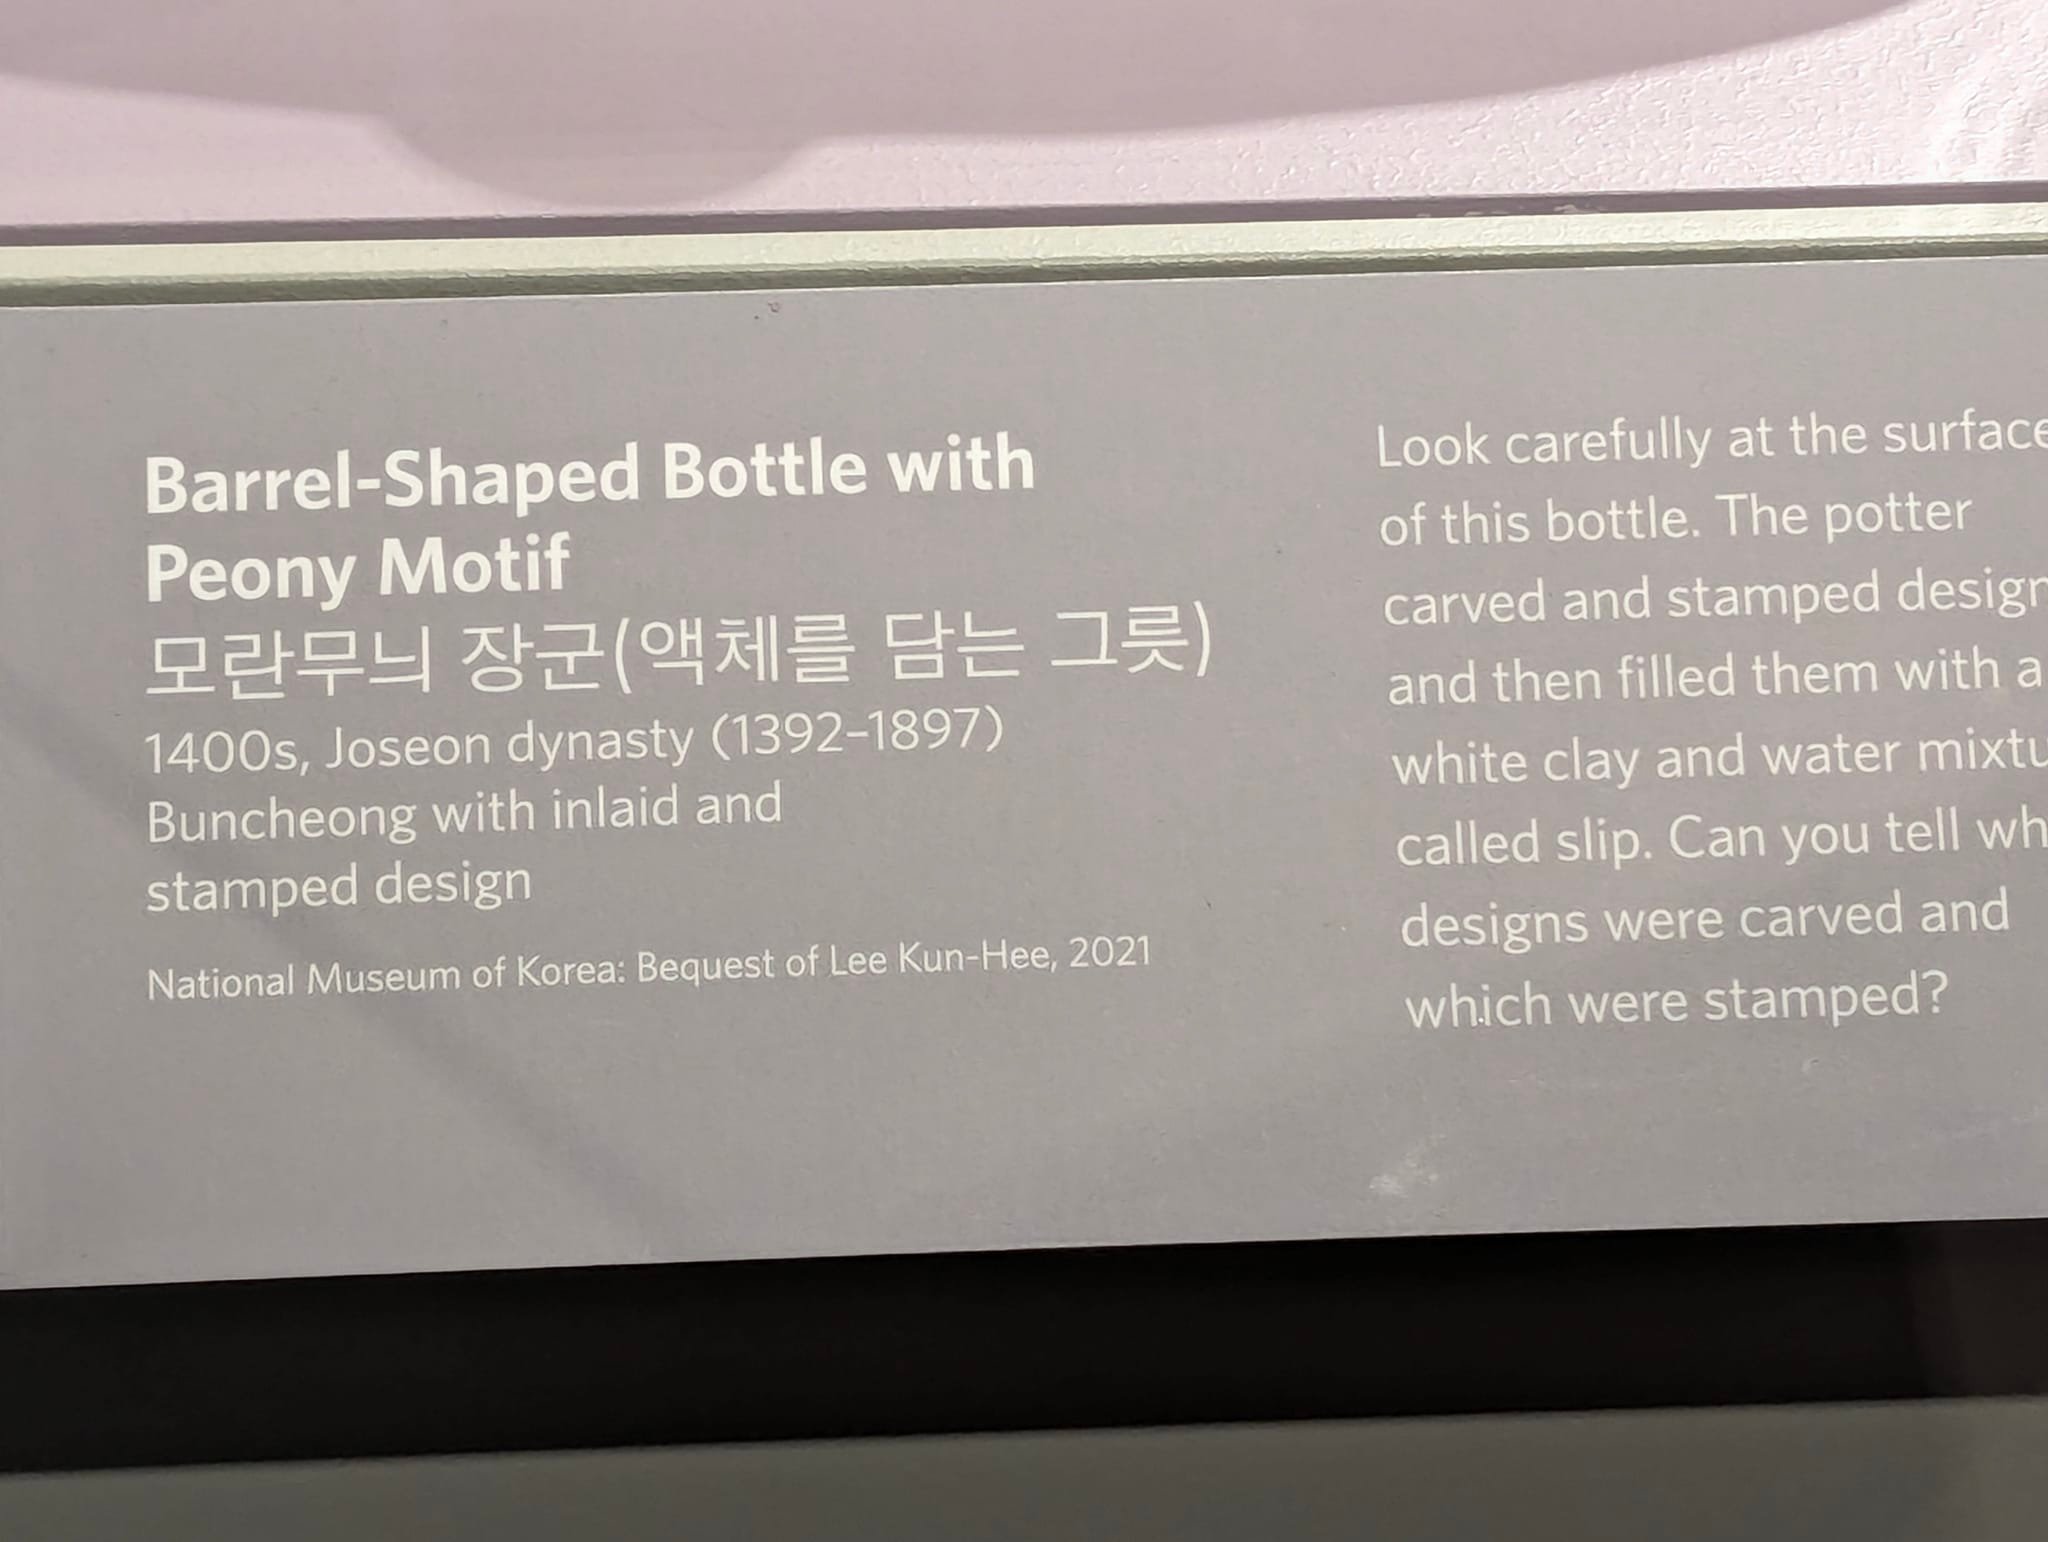 Barrel-Shaped Bottle with
Peony Motif
모란무늬 장군(액체를 담는 그릇)
1400s, Joseon dynasty (1392–1897)
Buncheong with inlaid and
stamped design
National Museum of Korea: Bequest of Lee Kun-Hee, 2021
Look carefully at the surface
of this bottle. The potter
carved and stamped
and then filled them with a
white clay and water
called slip. Can you tell
designs were carved and
which were stamped?